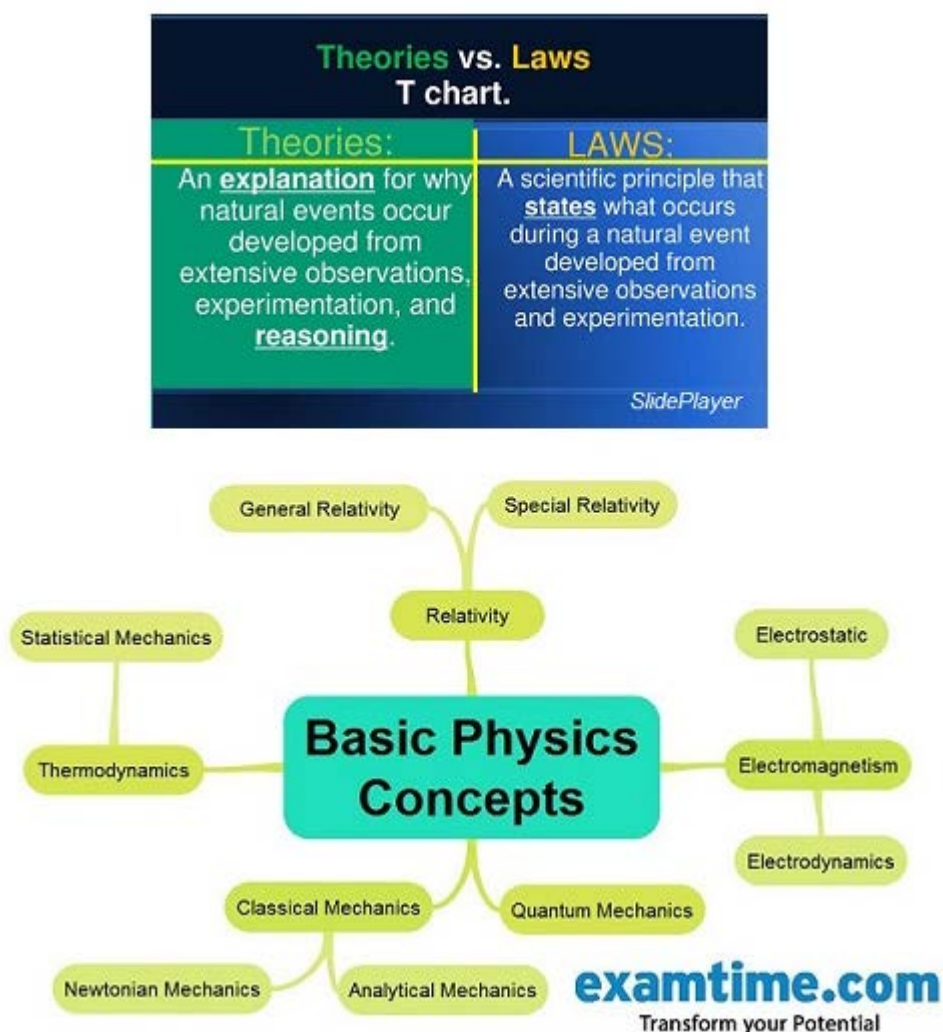 Theories vs. Laws
T chart.
Theories:
An explanation for why
natural events occur
developed from
extensive observations,
experimentation, and
reasoning.
LAWS:
A scientific principle that
states what occurs
during a natural event
developed from
extensive observations
and experimentation.
SlidePlayer
General Relativity
Special Relativity
Relativity
Statistical Mechanics
Electrostatic
Basic Physics
Concepts
Thermodynamics
Electromagnetism
Electrodynamics
Classical Mechanics
Quantum Mechanics
Newtonian Mechanics
Analytical Mechanics
examtime.com
Transform your Potential